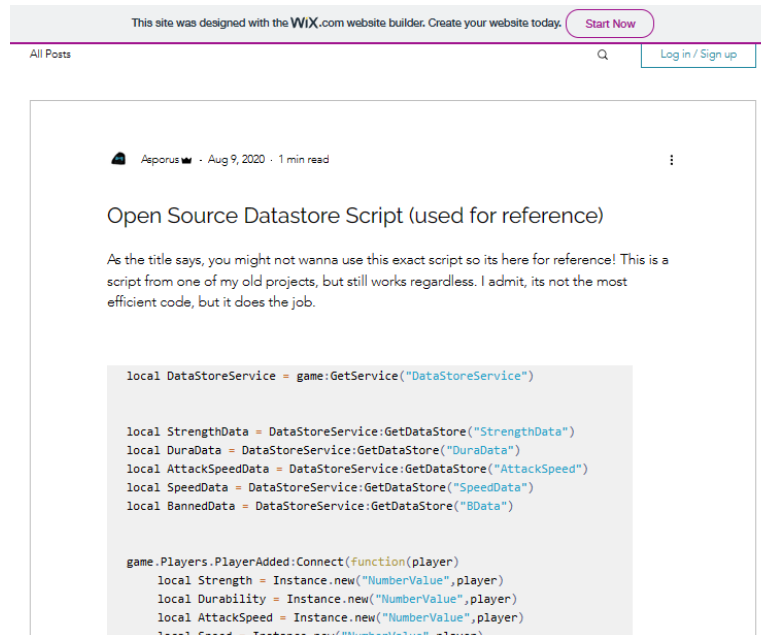 This site was designed with the WiX.com website builder. Create your website today. Start Now
All Posts
Log in / Sign up
Asporus - Aug 9, 2020 · 1 min read
Open Source Datastore Script (used for reference)
As the title says, you might not wanna use this exact script so its here for reference! This is a
script from one of my old projects, but still works regardless. I admit, its not the most
efficient code, but it does the job.
local DataStoreService = game:GetService("DataStoreService")
local StrengthData = DataStoreService:GetDataStore("StrengthData")
local DuraData = DataStoreService:GetDataStore("DuraData")
local AttackSpeedData = DataStoreService:GetDataStore("AttackSpeed")
local SpeedData = DataStoreService:GetDataStore("SpeedData")
local BannedData = DataStoreService:GetDataStore("BData")
game.Players.PlayerAdded:Connect(function(player)
local Strength = Instance.new("NumberValue",player)
local Durability = Instance.new("NumberValue",player)
local AttackSpeed = Instance.new("NumberValue",player)
local Speed = Instance.new("NumberValue",player)